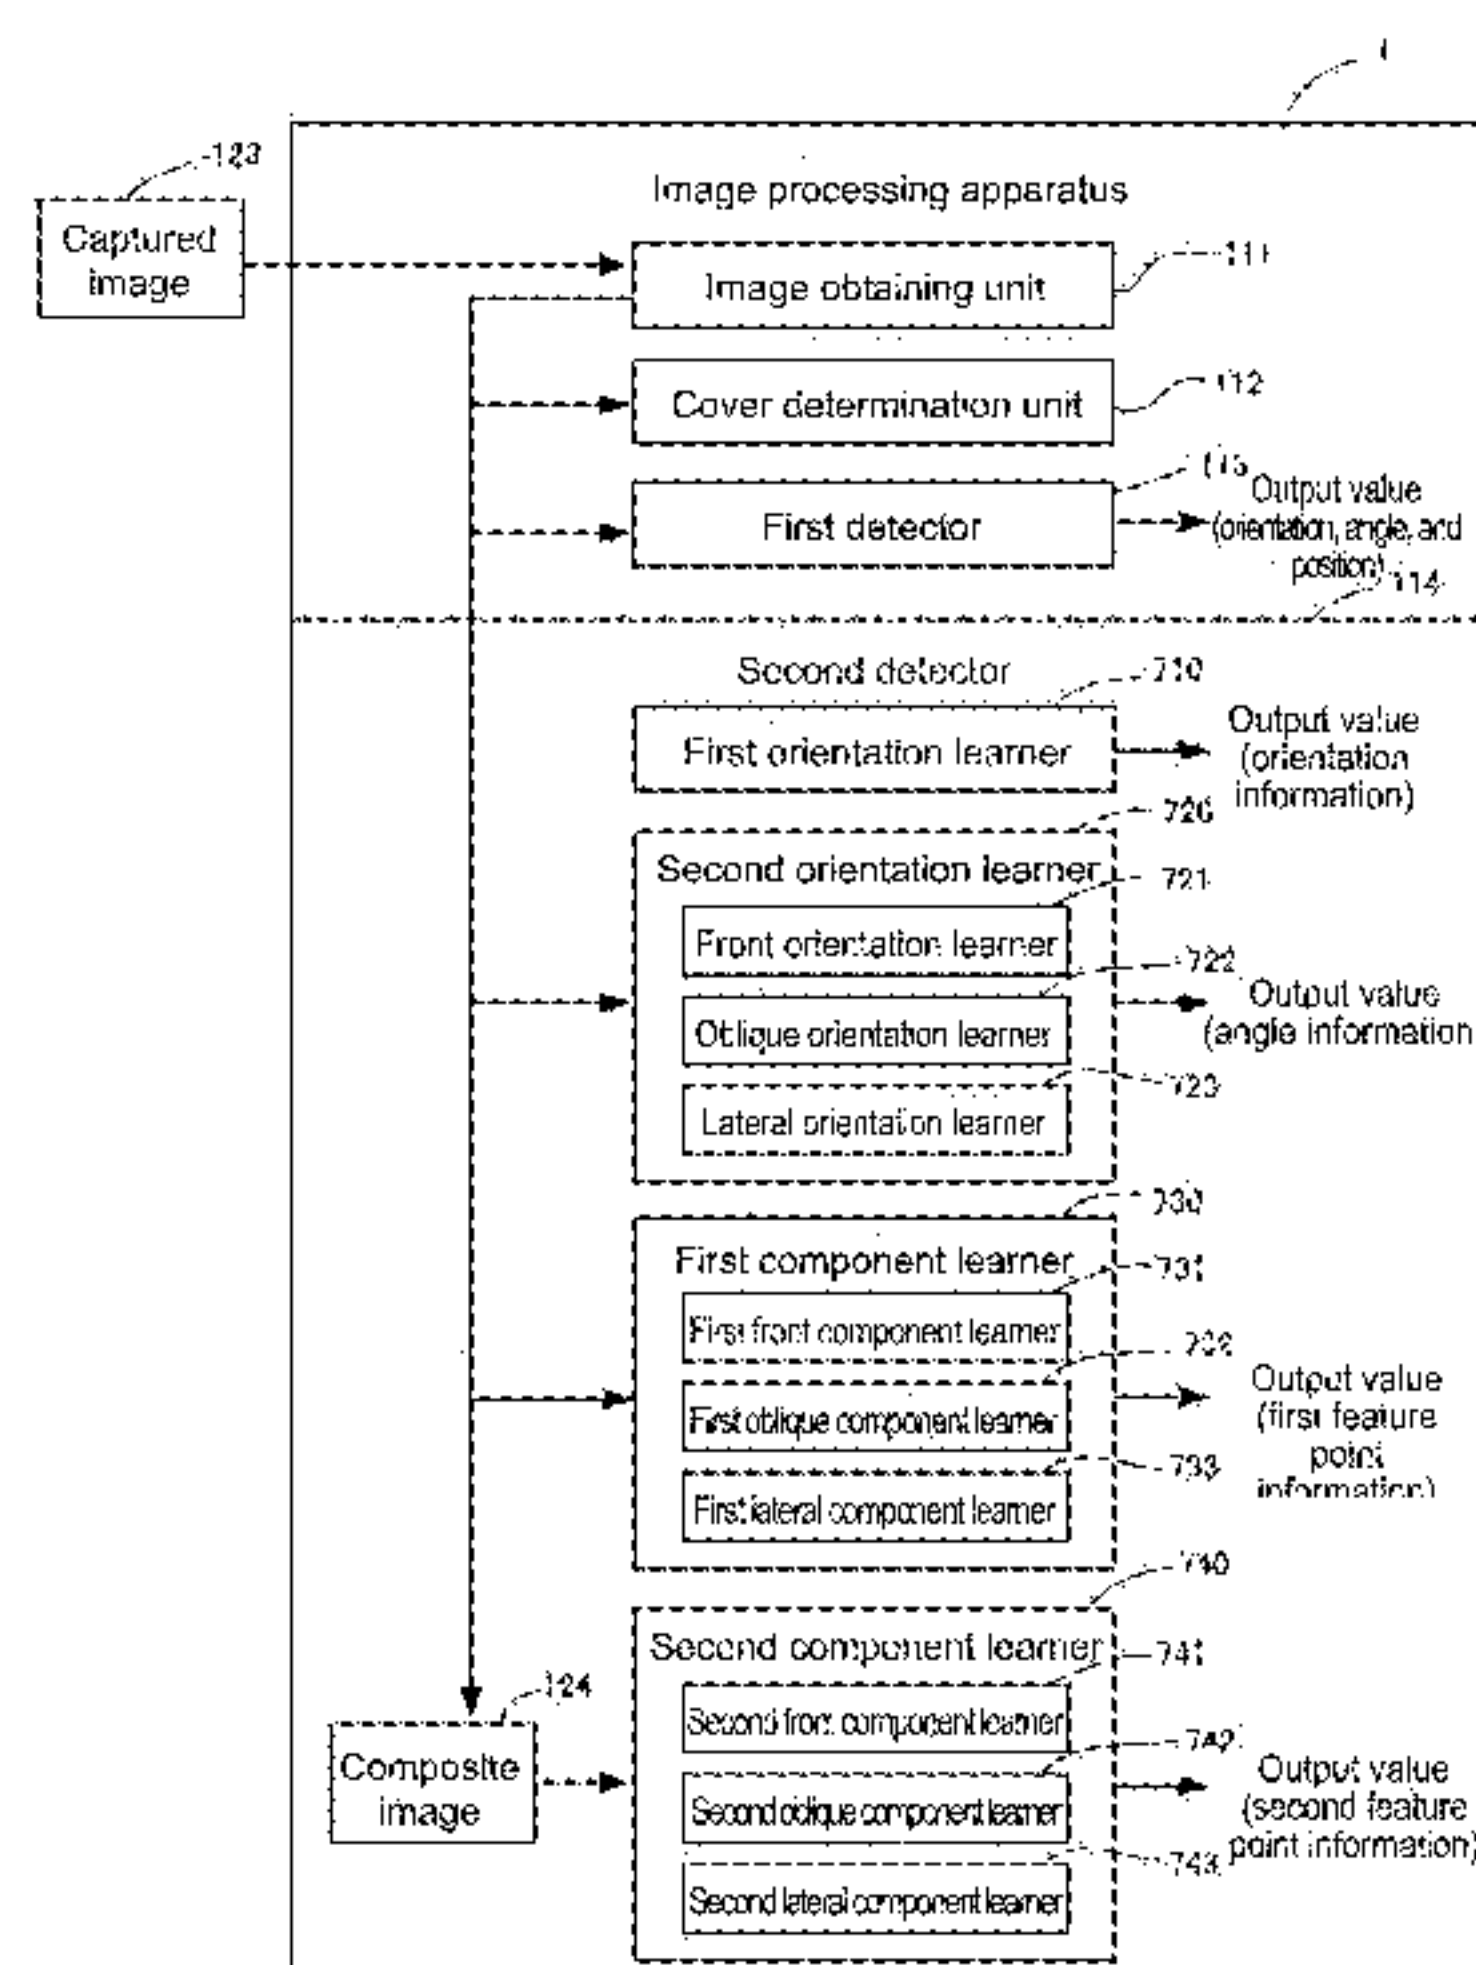 1
123
Captured
image
Image processing apparatus
Image obtaining unit
111
Cover determination unit
112
First detector
Output value
(orientation, angle, and
position)
114
Second detector
710
First orientation learner
Output value
(orientation
information)
720
Second orientation learner
721
Front orientation learner
722
Oblique orientation learner
723
Lateral orientation learner
Output value
(angle information
730
First component learner
731
First front component learner
732
First oblique component learner
733
First lateral component learner
Output value
(first feature
point
information)
740
Second component learner
741
Second front component learner
742
Second oblique component learner
743
Second lateral component learner
Output value
(second feature
point information)
124
Composite
image